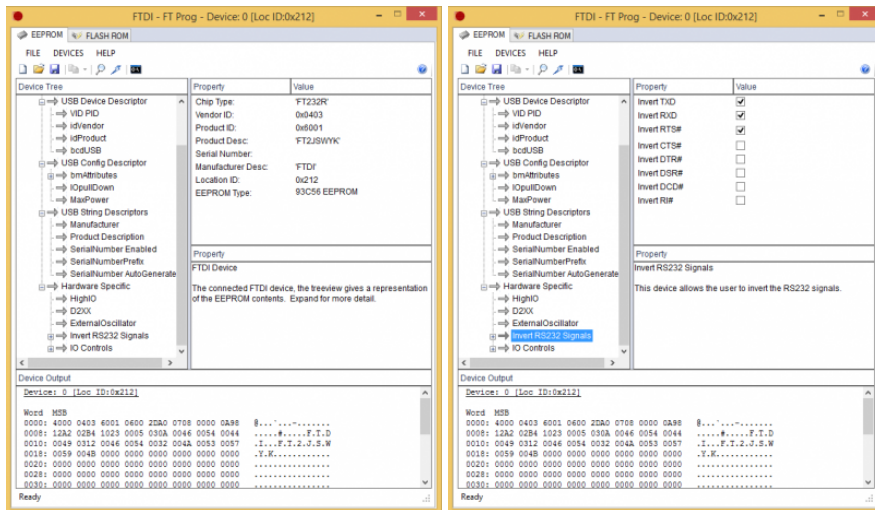 FTDI - FT Prog - Device: 0 [Loc ID:0x212]
EEPROM FLASH ROM
FILE DEVICES HELP
Device Tree
USB Device Descriptor
VID PID
idVendor
idProduct
bcdUSB
USB Config Descriptor
bmAttributes
IOpullDown
MaxPower
USB String Descriptors
Manufacturer
Product Description
SerialNumber Enabled
SerialNumberPrefix
SerialNumber AutoGenerate
Hardware Specific
HighIO
D2XX
ExternalOscillator
Invert RS232 Signals
IO Controls
Property Value
Chip Type: 'FT232R'
Vendor ID: 0x0403
Product ID: 0x6001
Product Desc: 'FT2JSWYK'
Serial Number:
Manufacturer Desc: 'FTDI'
Location ID: 0x212
EEPROM Type: 93C56 EEPROM
Property
FTDI Device
The connected FTDI device, the treeview gives a representation
of the EEPROM contents. Expand for more detail.
Device Output
Device: 0 [Loc ID:0x212]
Word MSB
0000: 4000 0403 6001 0600 2DA0 0708 0000 0A98 @...`...-.......
0008: 12A2 02B4 1023 0005 030A 0046 0054 0044 .....#.....F.T.D
0010: 0049 0312 0046 0054 0032 004A 0053 0057 .I...F.T.2.J.S.W
0018: 0059 004B 0000 0000 0000 0000 0000 0000 .Y.K............
0020: 0000 0000 0000 0000 0000 0000 0000 0000 ................
0028: 0000 0000 0000 0000 0000 0000 0000 0000 ................
0030: 0000 0000 0000 0000 0000 0000 0000 0000 ................
Ready
FTDI - FT Prog - Device: 0 [Loc ID:0x212]
EEPROM FLASH ROM
FILE DEVICES HELP
Device Tree
USB Device Descriptor
VID PID
idVendor
idProduct
bcdUSB
USB Config Descriptor
bmAttributes
IOpullDown
MaxPower
USB String Descriptors
Manufacturer
Product Description
SerialNumber Enabled
SerialNumberPrefix
SerialNumber AutoGenerate
Hardware Specific
HighIO
D2XX
ExternalOscillator
Invert RS232 Signals
IO Controls
Property Value
Invert TXD
Invert RXD
Invert RTS#
Invert CTS#
Invert DTR#
Invert DSR#
Invert DCD#
Invert RI#
Property
Invert RS232 Signals
This device allows the user to invert the RS232 signals.
Device Output
Device: 0 [Loc ID:0x212]
Word MSB
0000: 4000 0403 6001 0600 2DA0 0708 0000 0A98 @...`...-.......
0008: 12A2 02B4 1023 0005 030A 0046 0054 0044 .....#.....F.T.D
0010: 0049 0312 0046 0054 0032 004A 0053 0057 .I...F.T.2.J.S.W
0018: 0059 004B 0000 0000 0000 0000 0000 0000 .Y.K............
0020: 0000 0000 0000 0000 0000 0000 0000 0000 ................
0028: 0000 0000 0000 0000 0000 0000 0000 0000 ................
0030: 0000 0000 0000 0000 0000 0000 0000 0000 ................
Ready